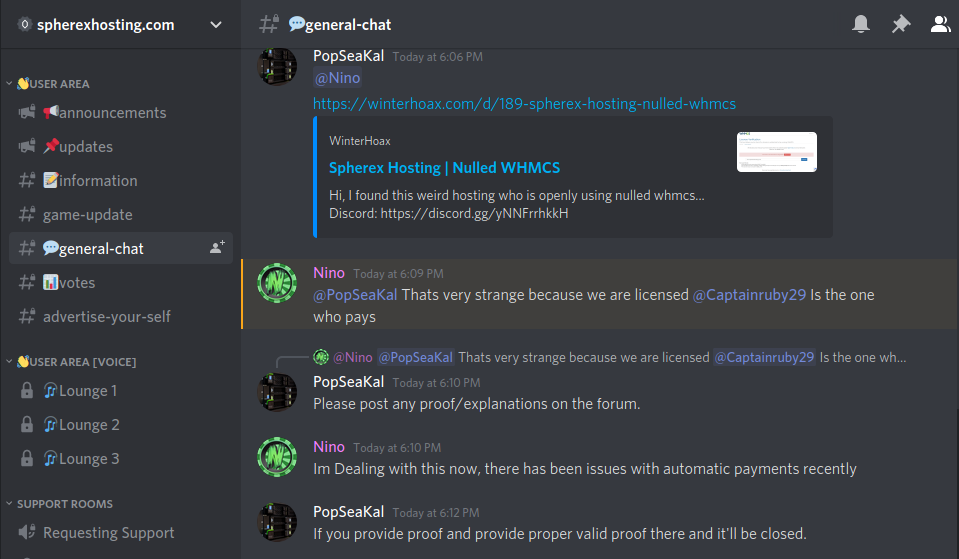 spherexhosting.com
💬general-chat
PopSeaKal Today at 6:06 PM
@Nino
https://winterhoax.com/d/189-spherex-hosting-nulled-whmcs
WinterHoax
Spherex Hosting | Nulled WHMCS
Hi, I found this weird hosting who is openly using nulled whmcs...
Discord: https://discord.gg/yNNFrrhkkH
Nino Today at 6:09 PM
@PopSeaKal Thats very strange because we are licensed @Captainruby29 Is the one
who pays
@Nino @PopSeaKal Thats very strange because we are licensed @Captainruby29 Is the one wh...
PopSeaKal Today at 6:10 PM
Please post any proof/explanations on the forum.
Nino Today at 6:10 PM
Im Dealing with this now, there has been issues with automatic payments recently
PopSeaKal Today at 6:12 PM
If you provide proof and provide proper valid proof there and it'll be closed.
👋USER AREA
📢announcements
📌updates
📝information
game-update
💬general-chat
📊votes
advertise-your-self
👋USER AREA [VOICE]
🎵Lounge 1
🎵Lounge 2
🎵Lounge 3
SUPPORT ROOMS
Requesting Support